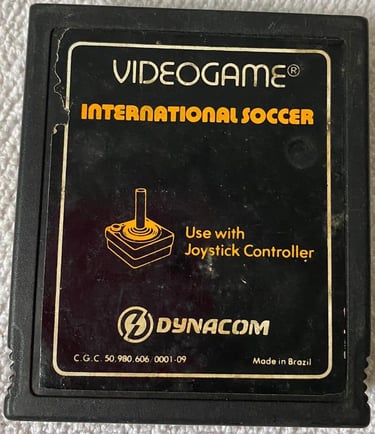 VIDEOGAME®
INTERNATIONAL SOCCER
Use with
Joystick Controller
DYNACOM
C.G.C. 50.980.606/0001-09 Made in Brazil